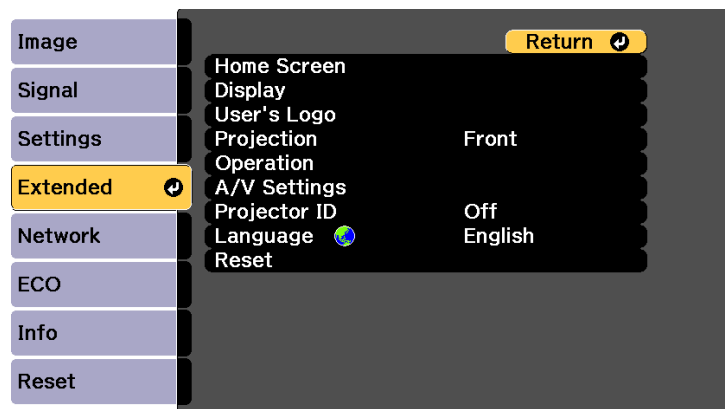 Image
Signal
Settings
Extended
Network
ECO
Info
Reset
Return
Home Screen
Display
User's Logo
Projection Front
Operation
A/V Settings
Projector ID Off
Language English
Reset